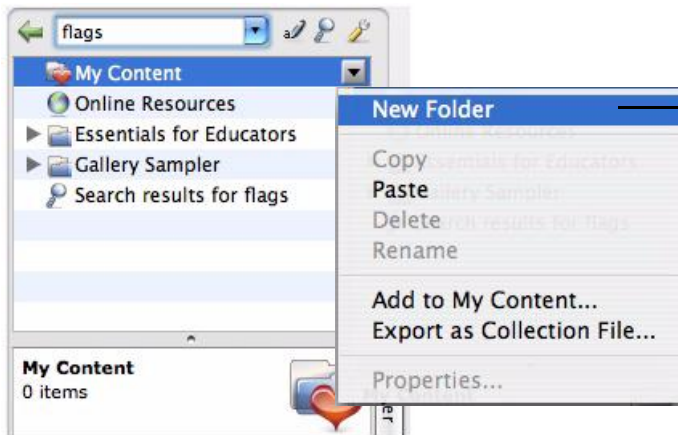 flags
My Content
Online Resources
Essentials for Educators
Gallery Sampler
Search results for flags
New Folder
Copy
Paste
Delete
Rename
Add to My Content...
Export as Collection File...
Properties...
My Content
0 items